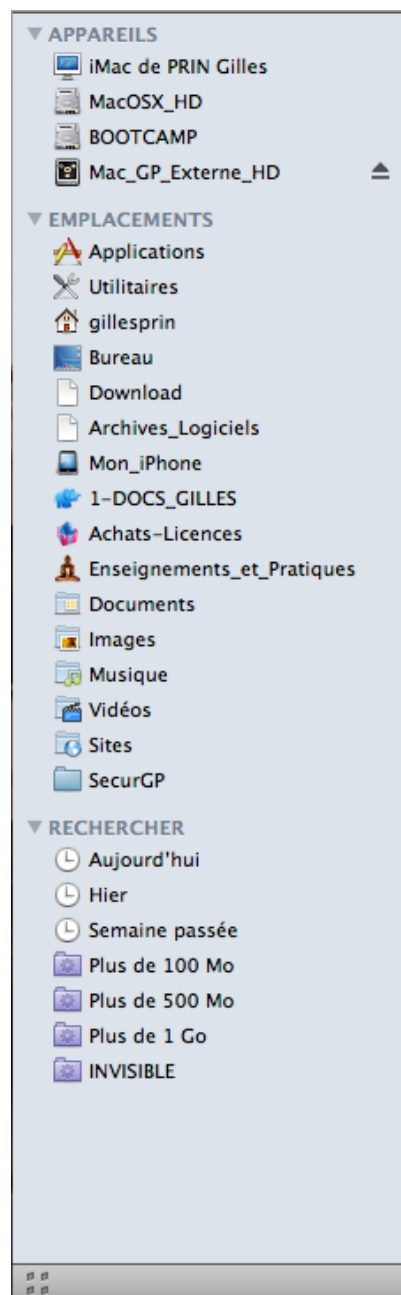 APPAREILS
iMac de PRIN Gilles
MacOSX_HD
BOOTCAMP
Mac_GP_Externe_HD
EMPLACEMENTS
Applications
Utilitaires
gillesprin
Bureau
Download
Archives_Logiciels
Mon_iPhone
1-DOCS_GILLES
Achats-Licences
Enseignements_et_Pratiques
Documents
Images
Musique
Vidéos
Sites
SecurGP
RECHERCHER
Aujourd'hui
Hier
Semaine passée
Plus de 100 Mo
Plus de 500 Mo
Plus de 1 Go
INVISIBLE